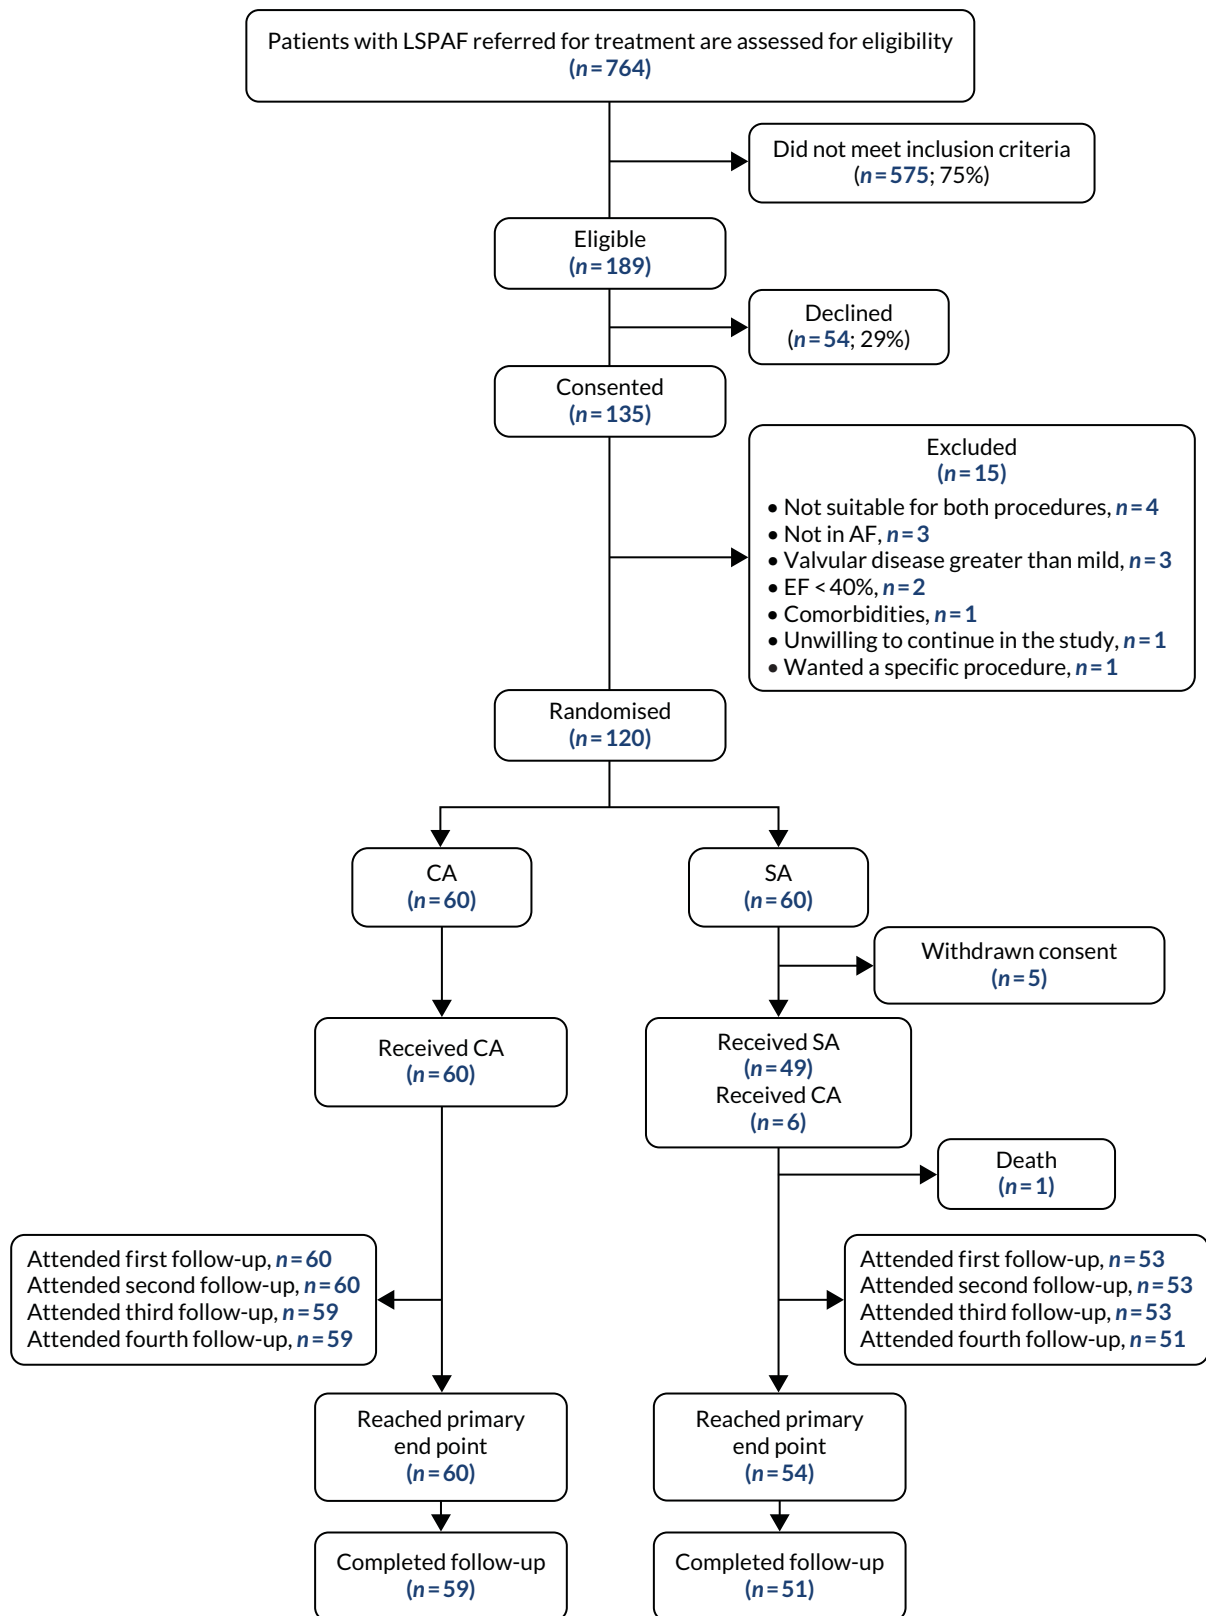 Patients with LSPAF referred for treatment are assessed for eligibility
(n = 764)
Did not meet inclusion criteria
(n = 575; 75%)
Eligible
(n = 189)
Declined
(n = 54; 29%)
Consented
(n = 135)
Excluded
(n = 15)
• Not suitable for both procedures, n = 4
• Not in AF, n = 3
• Valvular disease greater than mild, n = 3
• EF < 40%, n = 2
• Comorbidities, n = 1
• Unwilling to continue in the study, n = 1
• Wanted a specific procedure, n = 1
Randomised
(n = 120)
CA
(n = 60)
SA
(n = 60)
Withdrawn consent
(n = 5)
Received CA
(n = 60)
Received SA
(n = 49)
Received CA
(n = 6)
Death
(n = 1)
Attended first follow-up, n = 60
Attended second follow-up, n = 60
Attended third follow-up, n = 59
Attended fourth follow-up, n = 59
Attended first follow-up, n = 53
Attended second follow-up, n = 53
Attended third follow-up, n = 53
Attended fourth follow-up, n = 51
Reached primary
end point
(n = 60)
Reached primary
end point
(n = 54)
Completed follow-up
(n = 59)
Completed follow-up
(n = 51)